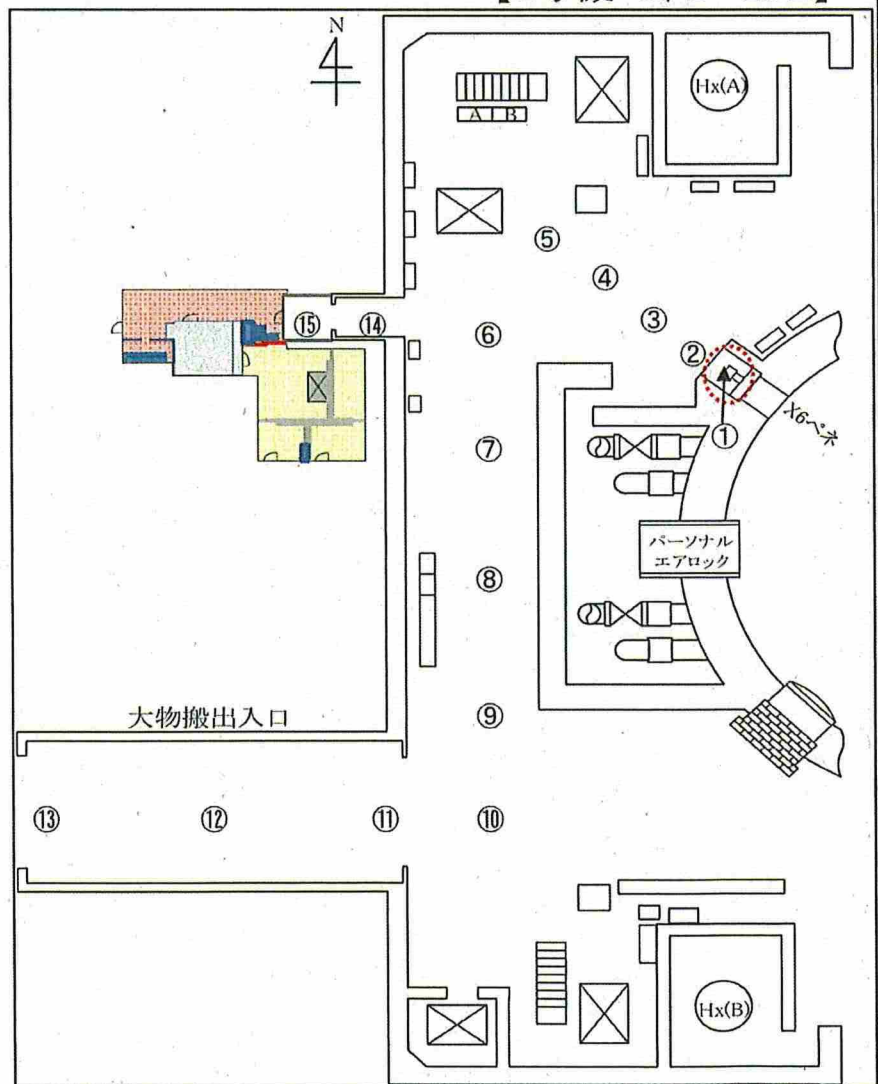 N
Hx(A)
A B
⑤
④
③
⑮
⑭
⑥
②
①
X6ペネ
⑦
パーソナル
エアロック
⑧
⑨
大物搬出入口
⑬
⑫
⑪
⑩
Hx(B)